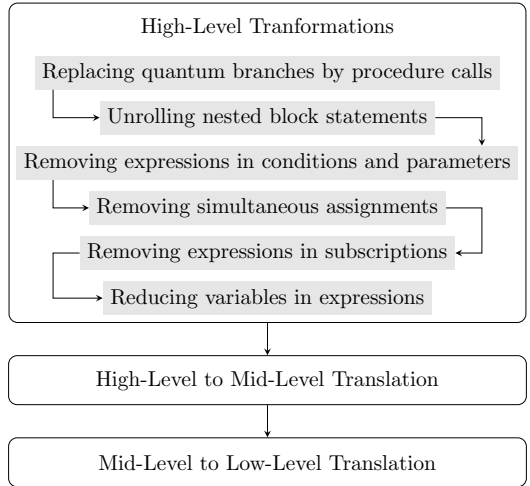 High-Level Tranformations
Replacing quantum branches by procedure calls
Unrolling nested block statements
Removing expressions in conditions and parameters
Removing simultaneous assignments
Removing expressions in subscriptions
Reducing variables in expressions
High-Level to Mid-Level Translation
Mid-Level to Low-Level Translation